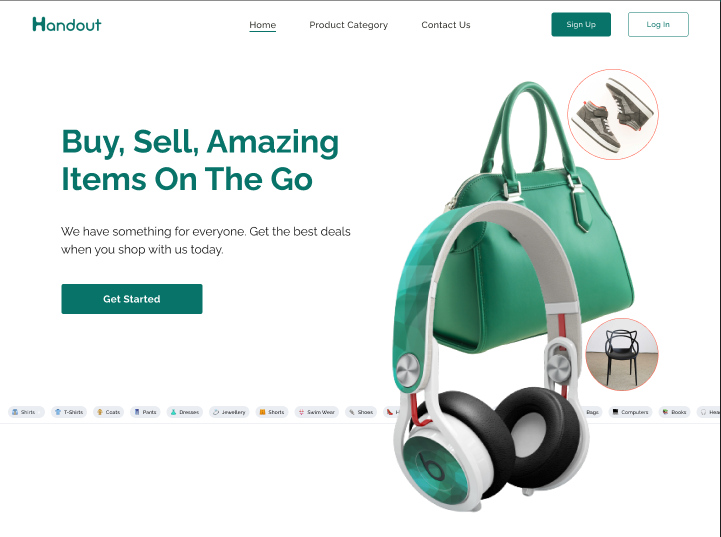 Handout
Home
Product Category
Contact Us
Sign Up
Log In
Buy, Sell, Amazing
Items On The Go
We have something for everyone. Get the best deals
when you shop with us today.
Get Started
Shirts
T-Shirts
Coats
Pants
Dresses
Jewellery
Shorts
Swim Wear
Shoes
H
Bags
Computers
Books
Hea